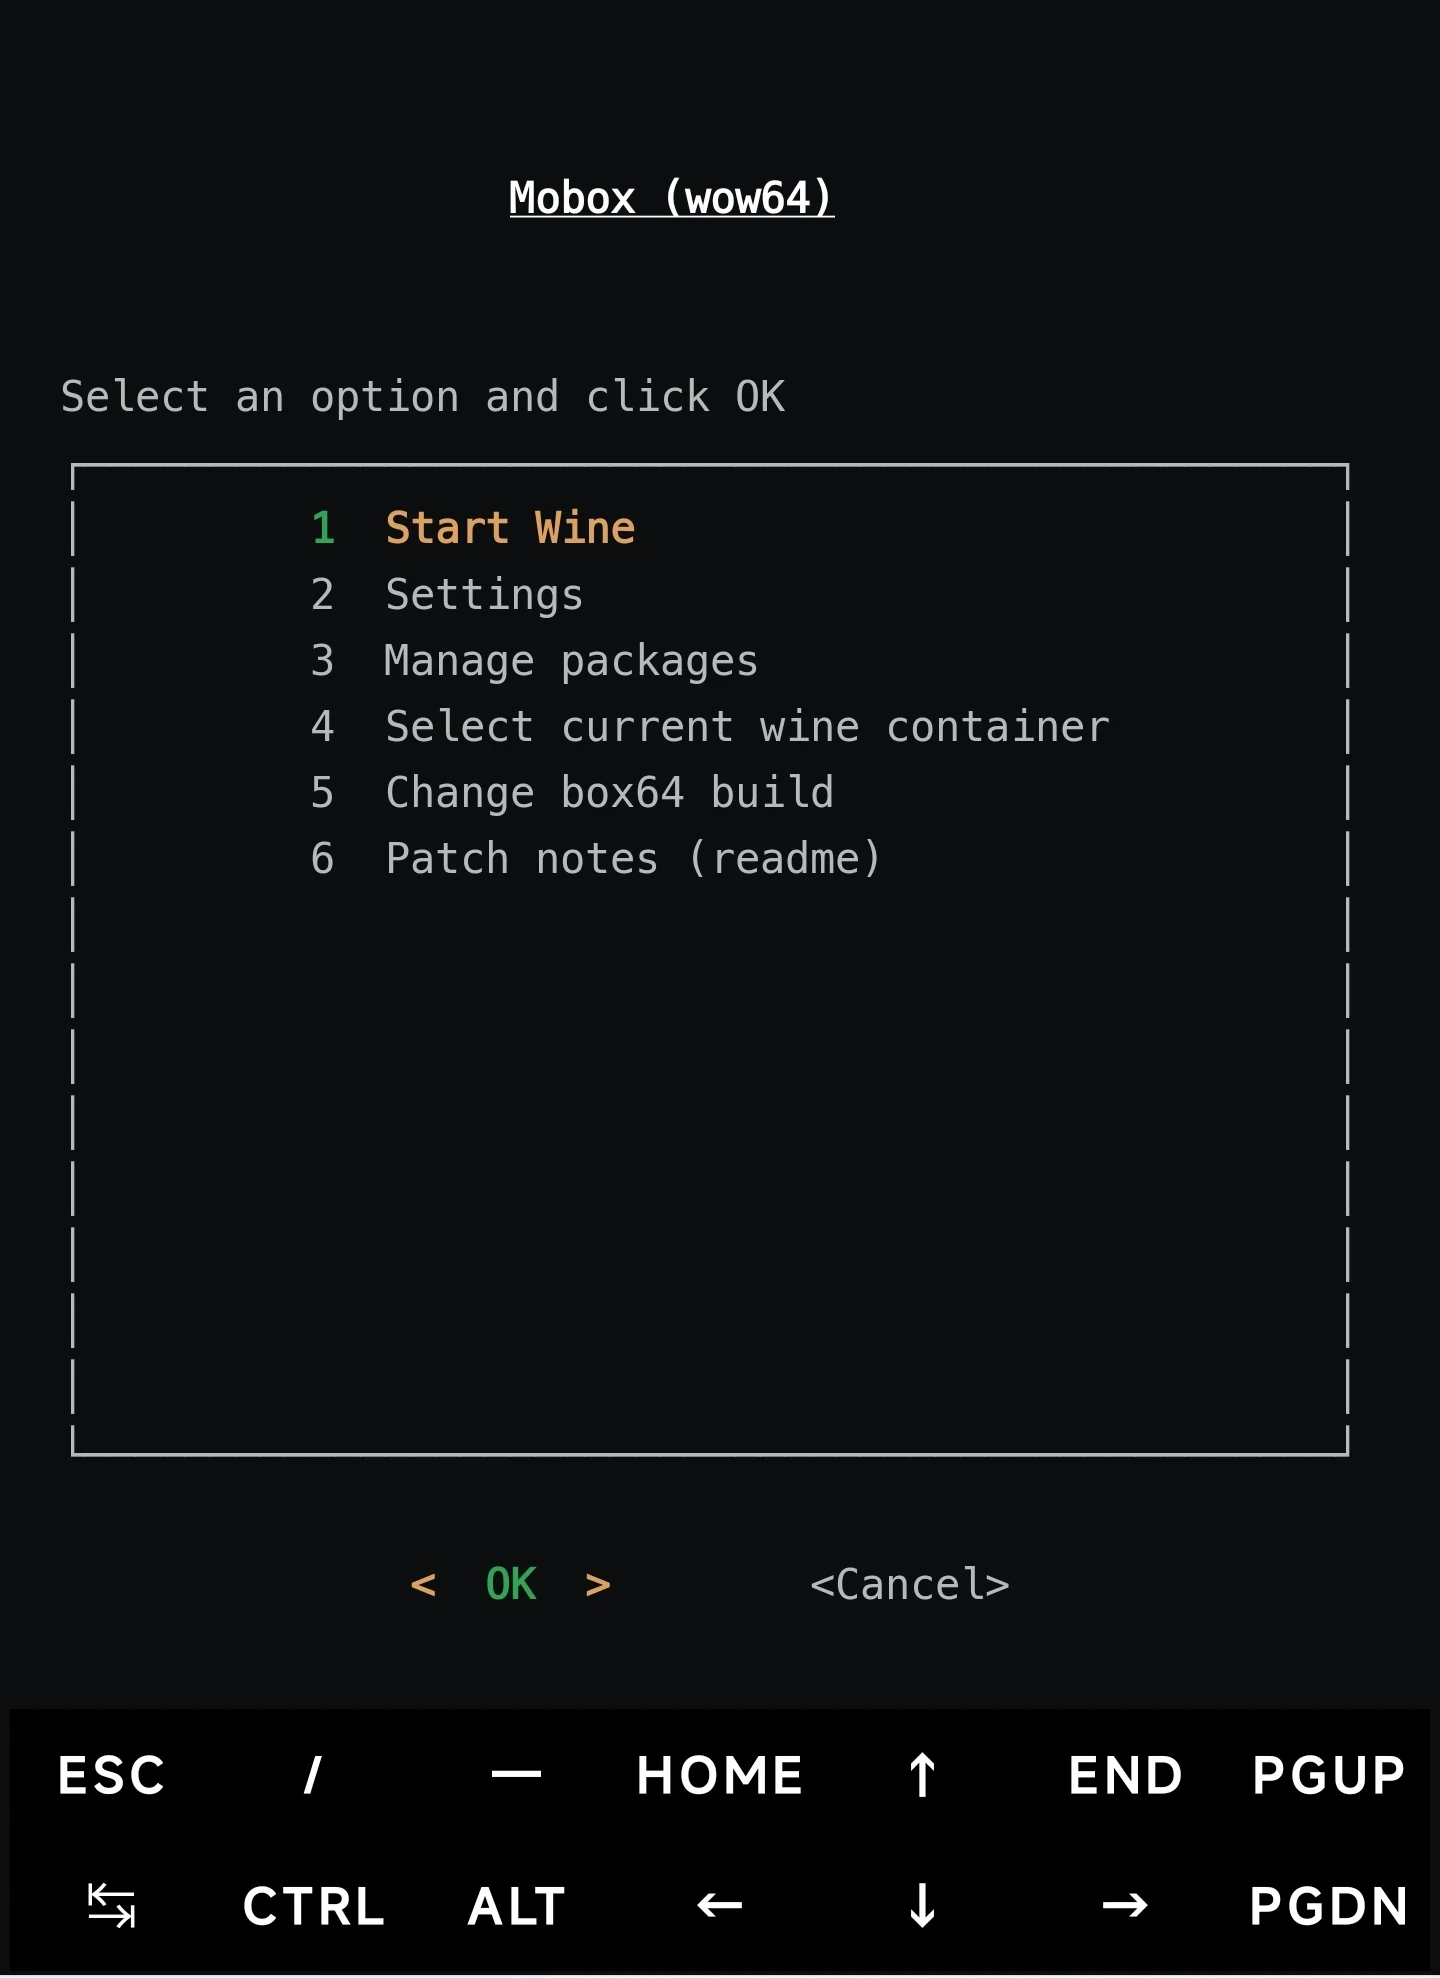 Mobox (wow64)
Select an option and click OK
1 Start Wine
2 Settings
3 Manage packages
4 Select current wine container
5 Change box64 build
6 Patch notes (readme)
< OK > <Cancel>
ESC / — HOME ↑ END PGUP
↹ CTRL ALT ← ↓ → PGDN